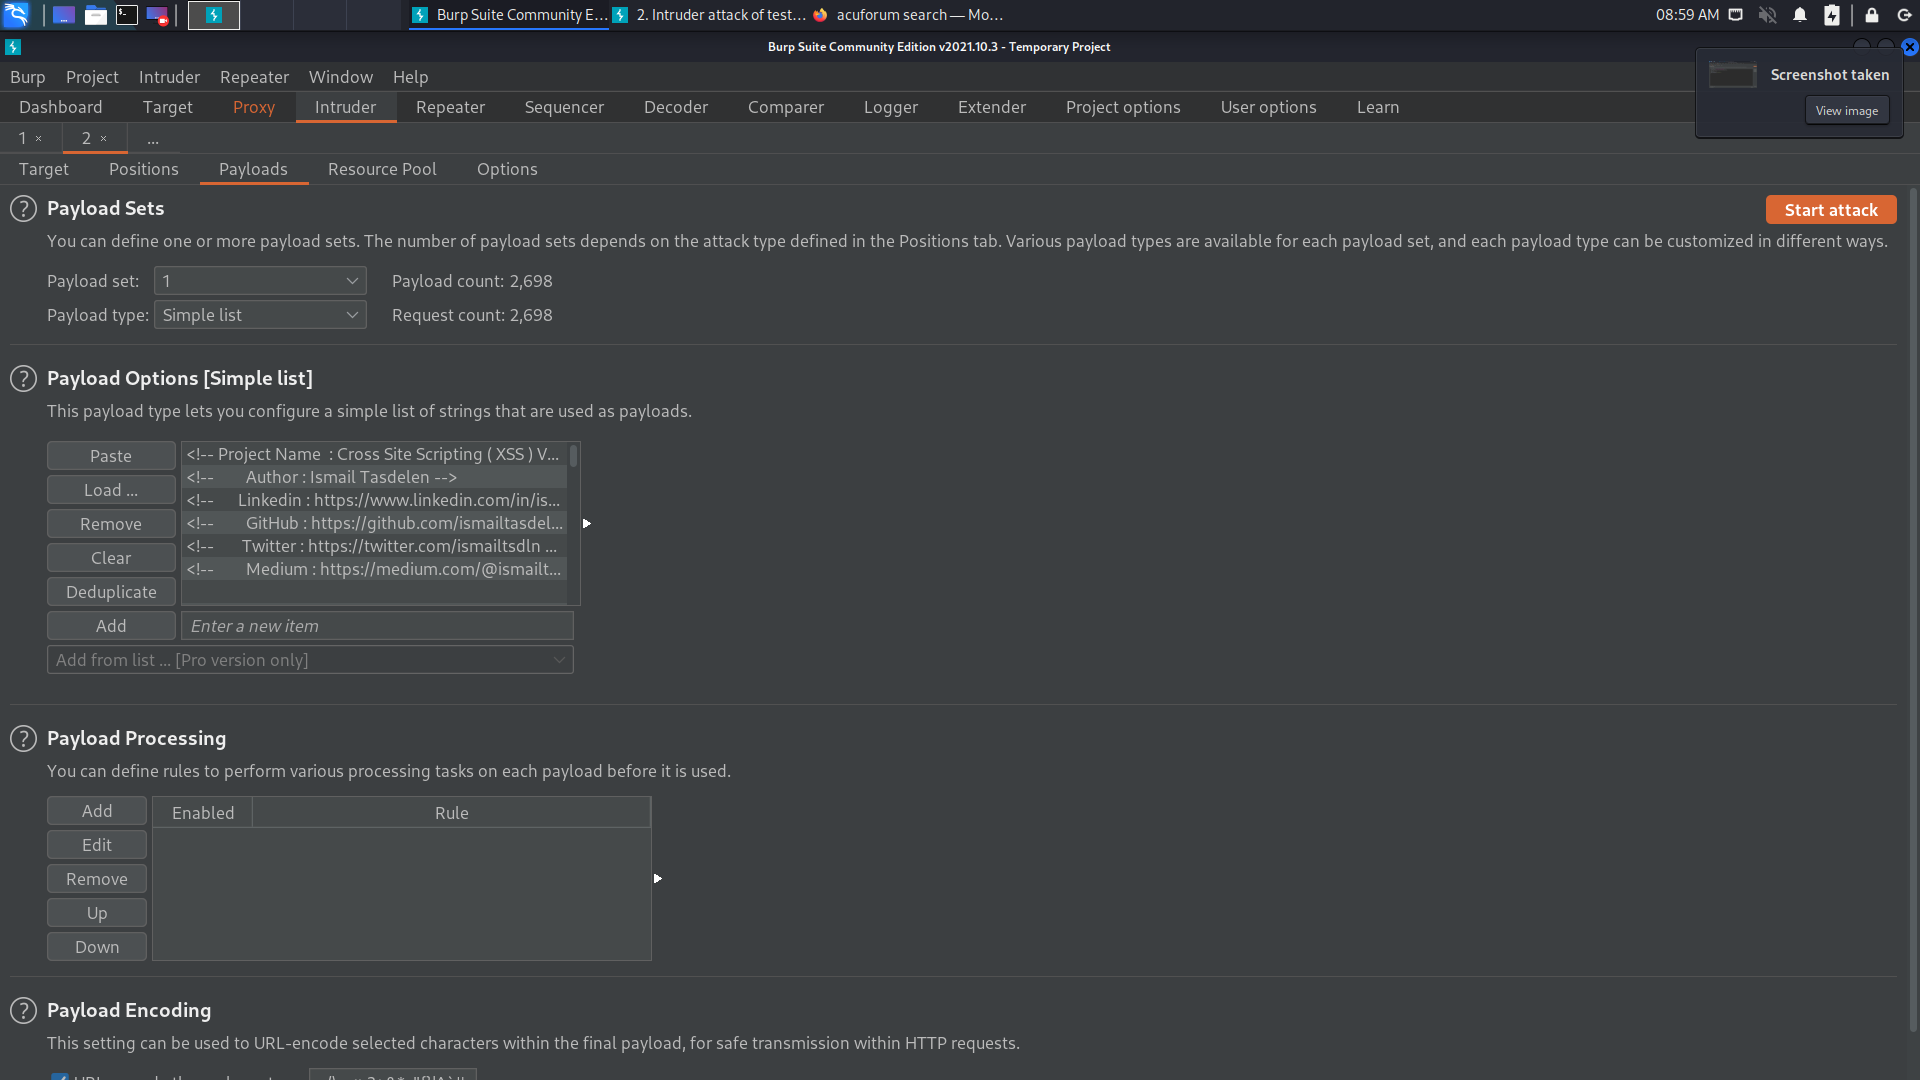 Burp Suite Community E... 2. Intruder attack of test... acuforum search — Mo... 08:59 AM
Burp Suite Community Edition v2021.10.3 - Temporary Project
Burp Project Intruder Repeater Window Help
Screenshot taken
View image
Dashboard Target Proxy Intruder Repeater Sequencer Decoder Comparer Logger Extender Project options User options Learn
1 × 2 × ...
Target Positions Payloads Resource Pool Options
? Payload Sets
Start attack
You can define one or more payload sets. The number of payload sets depends on the attack type defined in the Positions tab. Various payload types are available for each payload set, and each payload type can be customized in different ways.
Payload set: 1 Payload count: 2,698
Payload type: Simple list Request count: 2,698
? Payload Options [Simple list]
This payload type lets you configure a simple list of strings that are used as payloads.
Paste
Load ...
Remove
Clear
Deduplicate
<!-- Project Name : Cross Site Scripting ( XSS ) V...
<!-- Author : Ismail Tasdelen -->
<!-- Linkedin : https://www.linkedin.com/in/is...
<!-- GitHub : https://github.com/ismailtasdel...
<!-- Twitter : https://twitter.com/ismailtsdln ...
<!-- Medium : https://medium.com/@ismailt...
Add Enter a new item
Add from list ... [Pro version only]
? Payload Processing
You can define rules to perform various processing tasks on each payload before it is used.
Add
Edit
Remove
Up
Down
Enabled Rule
? Payload Encoding
This setting can be used to URL-encode selected characters within the final payload, for safe transmission within HTTP requests.